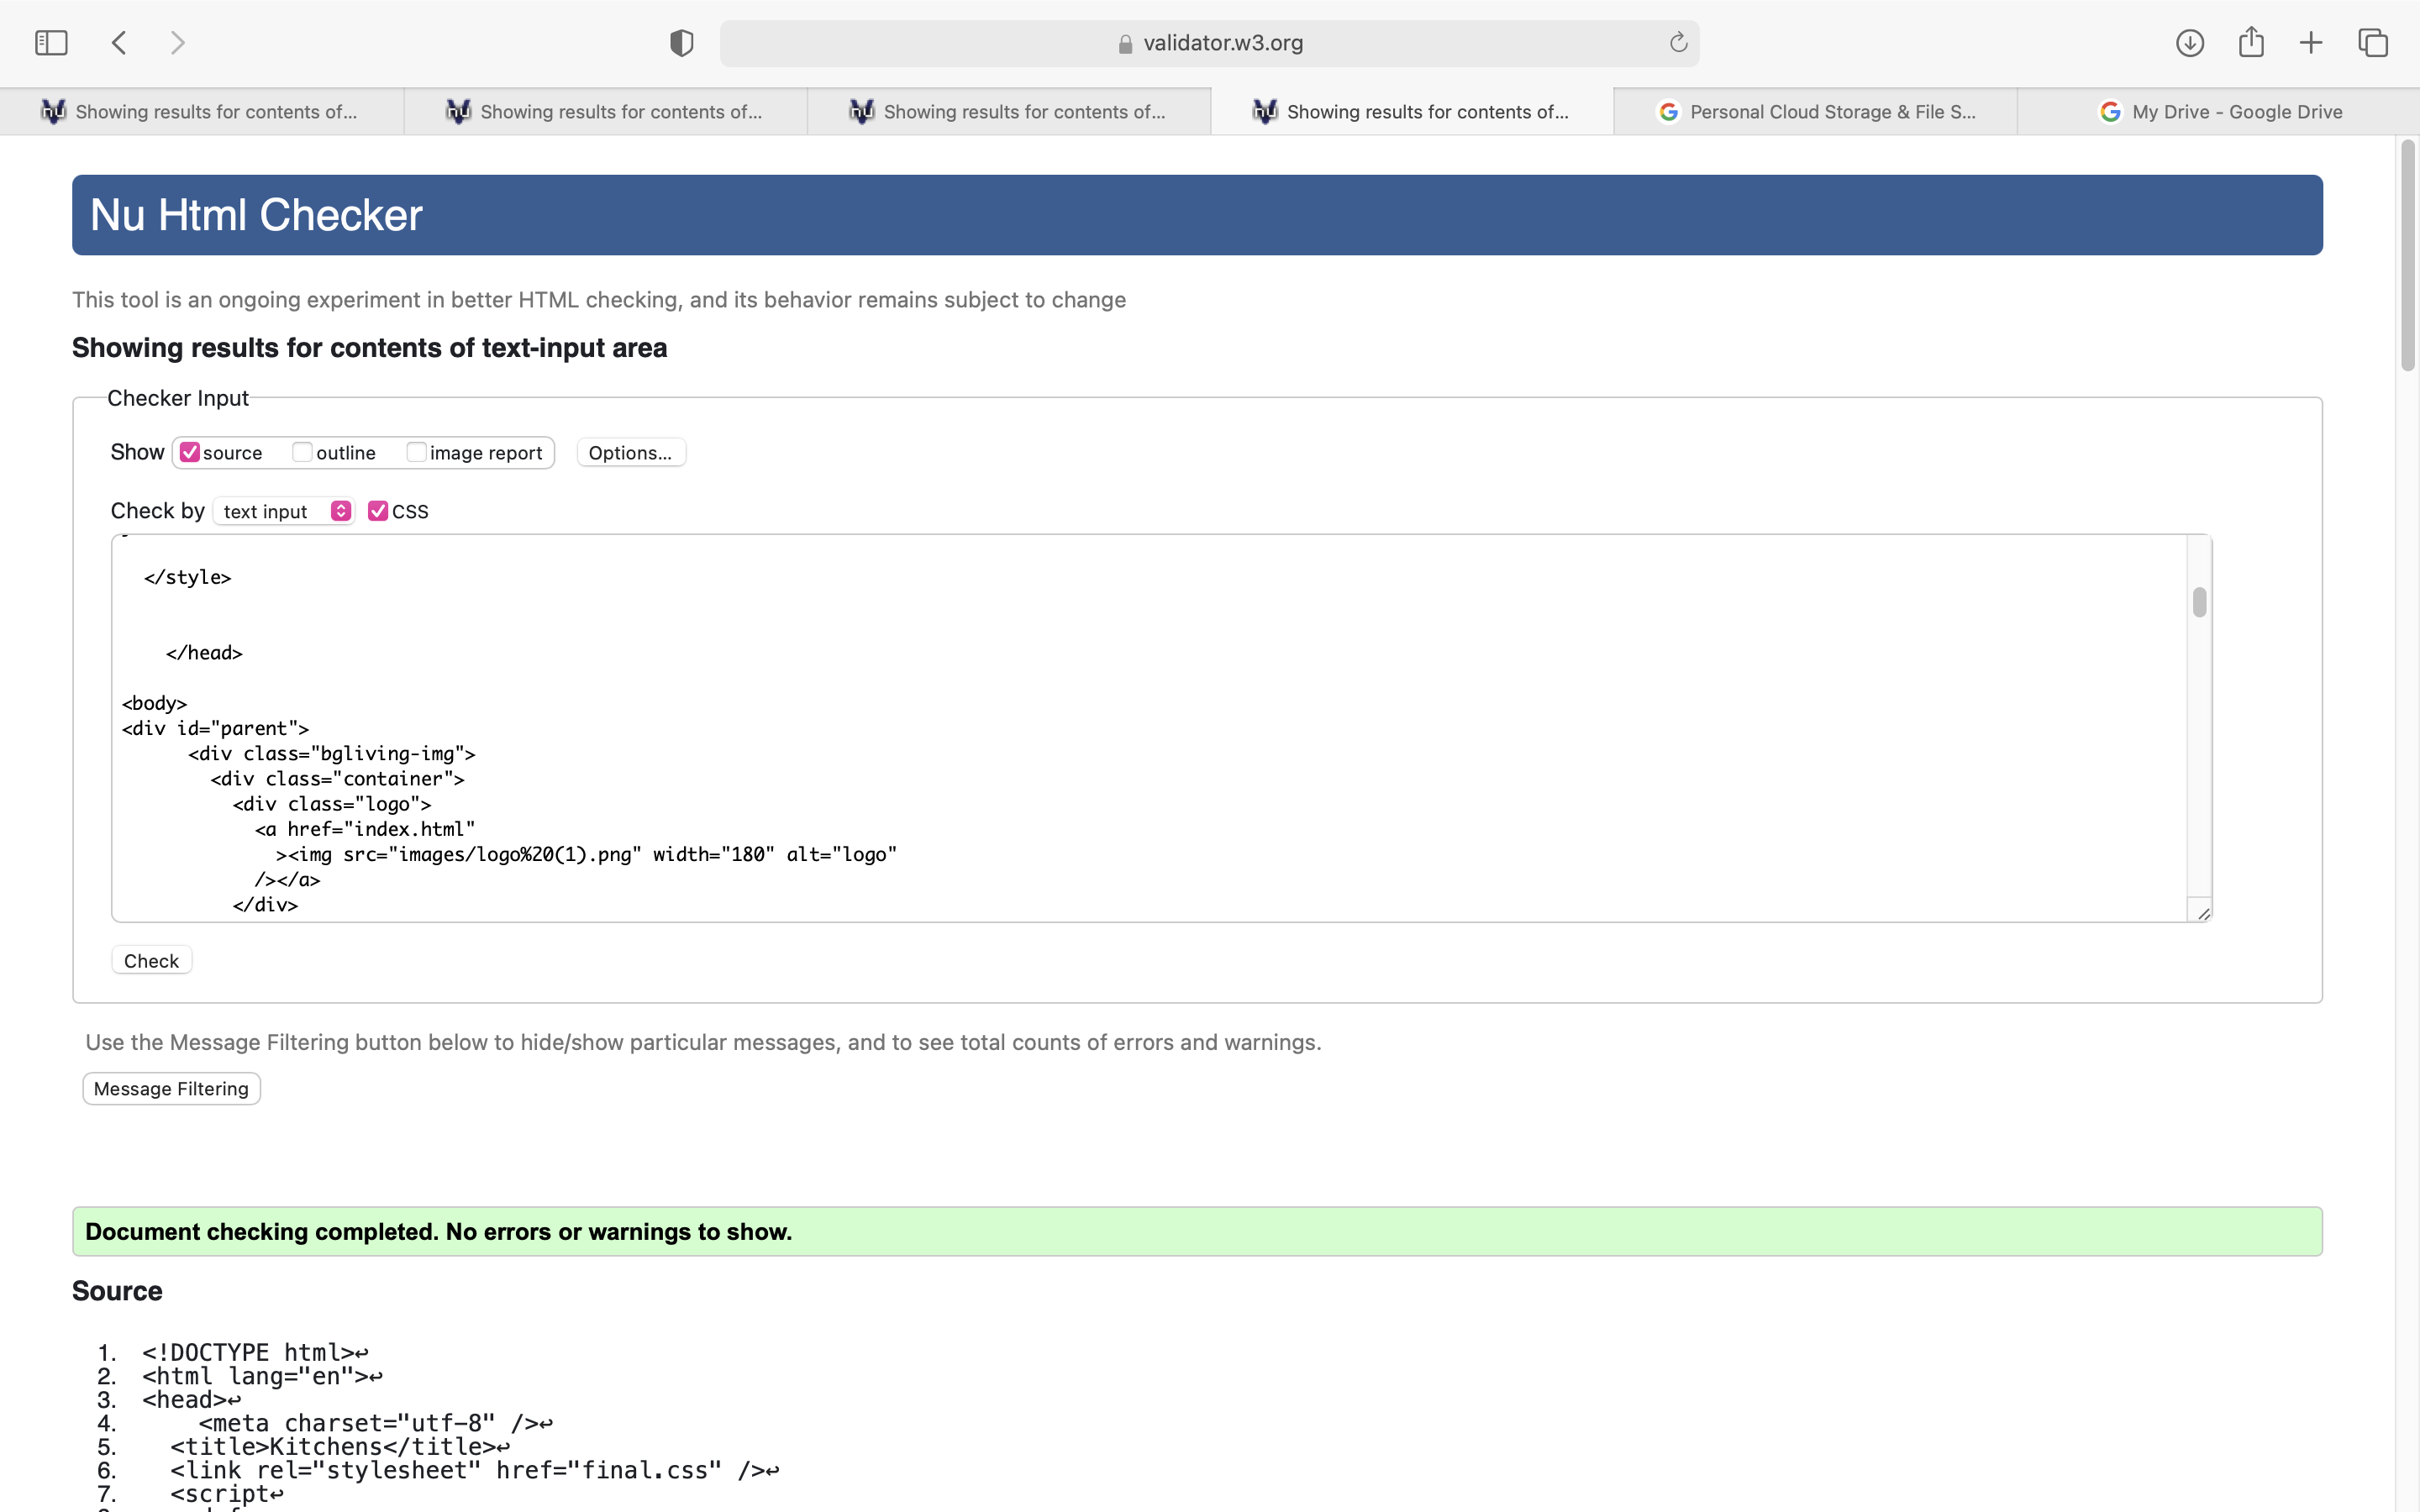 validator.w3.org
Showing results for contents of...
Showing results for contents of...
Showing results for contents of...
Showing results for contents of...
Personal Cloud Storage & File S...
My Drive - Google Drive
Nu Html Checker
This tool is an ongoing experiment in better HTML checking, and its behavior remains subject to change
Showing results for contents of text-input area
Checker Input
Show source outline image report Options...
Check by text input CSS
</style>
</head>
<body>
<div id="parent">
<div class="bgliving-img">
<div class="container">
<div class="logo">
<a href="index.html"
><img src="images/logo%20(1).png" width="180" alt="logo"
/></a>
</div>
Check
Use the Message Filtering button below to hide/show particular messages, and to see total counts of errors and warnings.
Message Filtering
Document checking completed. No errors or warnings to show.
Source
1. <!DOCTYPE html>↩
2. <html lang="en">↩
3. <head>↩
4. <meta charset="utf-8" />↩
5. <title>Kitchens</title>↩
6. <link rel="stylesheet" href="final.css" />↩
7. <script↩